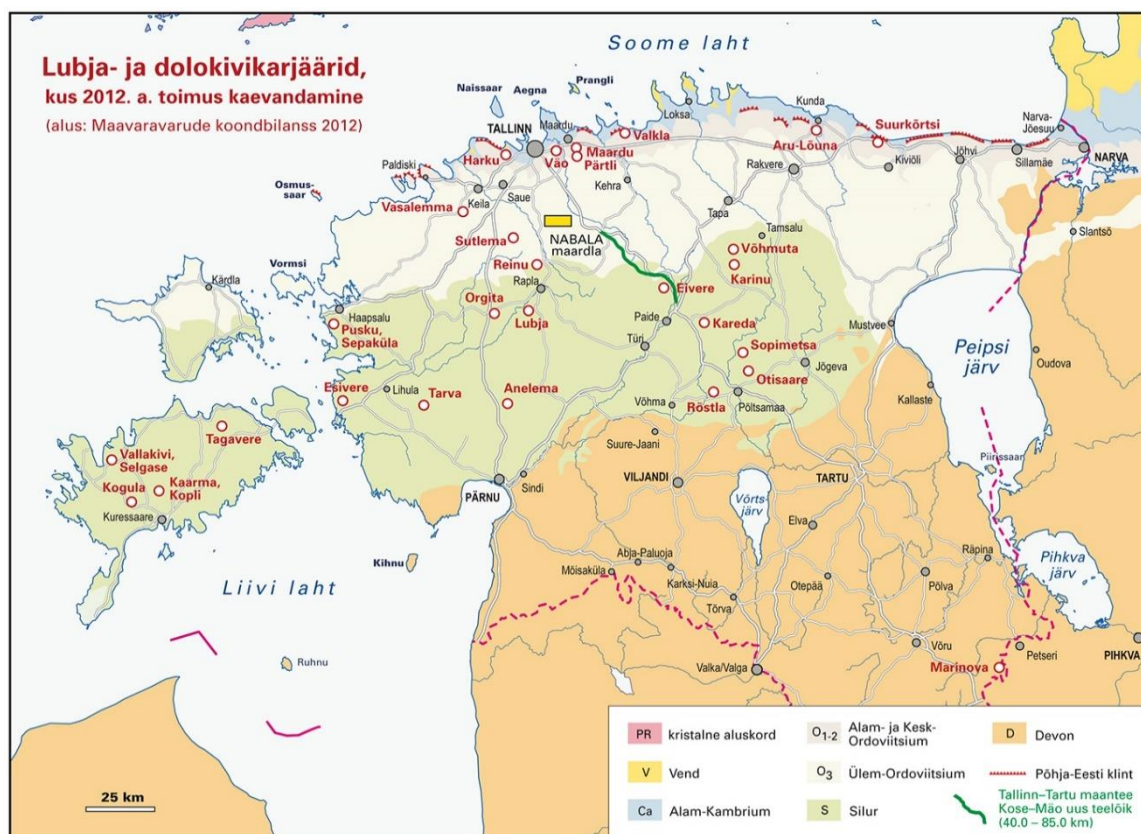 Lubja- ja dolokivikarjäärid,
kus 2012. a. toimus kaevandamine
(alus: Maavaravarude koondbilanss 2012)
Soome laht
Prangli
Naissaar
Aegna
Loksa
Kunda
TALLINN
Maardu
Valkla
Suurkõrtsi
Narva-
Jõesuu
Harku
Väo
Maardu
Pärtli
Aru-Lõuna
Paldiski
Kiviõli
Jõhvi
Sillamäe
NARVA
Rakvere
Osmus-
saar
Keila
Saue
Kehra
Vasalemma
Tapa
Slantsõ
Sutlema
NABALA
maardla
Tamsalu
Võhmuta
Vormsi
Reinu
Karinu
Kärdla
Rapla
Eivere
Orgita
Lubja
Haapsalu
Pusku,
Sepaküla
Paide
Kareda
Mustvee
Türi
Sopimetsa
Peipsi
järv
Oudova
Jõgeva
Otisaare
Esivere
Lihula
Tarva
Anelema
Röstla
Põltsamaa
Kallaste
Võhma
Tagavere
Suure-Jaani
Vallakivi,
Selgase
Piirissaar
Kaarma,
Kopli
Kogula
PÄRNU
Sindi
VILJANDI
Võrts-
järv
TARTU
Kuressaare
Elva
Kihnu
Abja-Paluoja
Mõisaküla
Karksi-Nuia
Otepää
Räpina
Põlva
Pihkva
järv
Liivi laht
Tõrva
Ruhnu
Valka/Valga
Võru
Petseri
PIHKVA
Marinova
PR kristalne aluskord
V Vend
Ca Alam-Kambrium
O1-2 Alam- ja Kesk-
Ordoviitsium
O3 Ülem-Ordoviitsium
S Silur
D Devon
Põhja-Eesti klint
Tallinn–Tartu maantee
Kose–Mäo uus teelõik
(40.0 – 85.0 km)
25 km